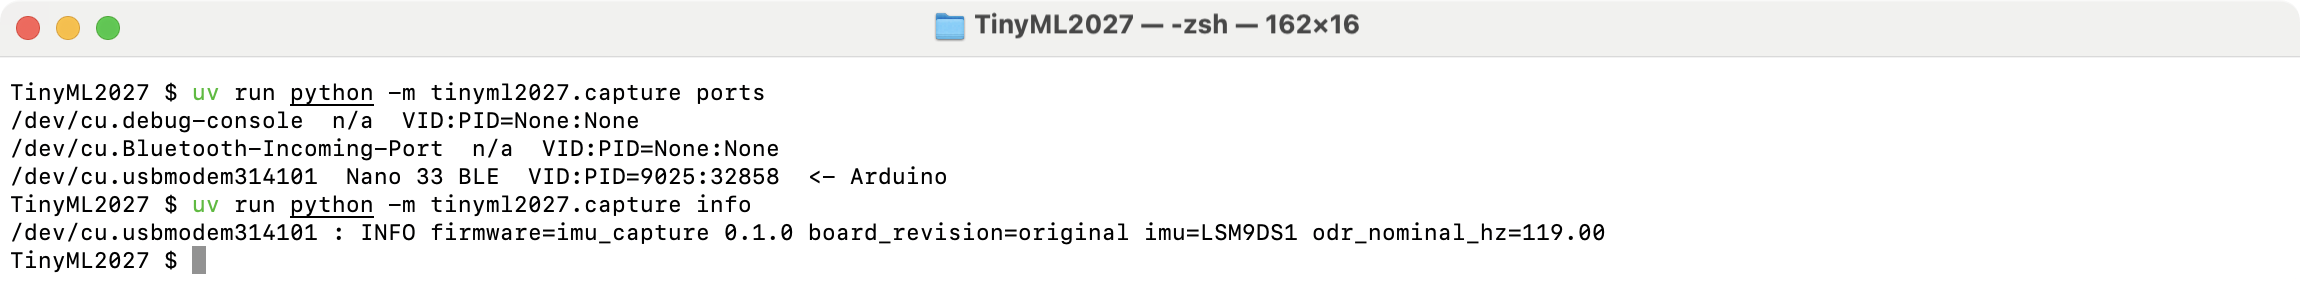 TinyML2027 — -zsh — 162×16
TinyML2027 $ uv run python -m tinyml2027.capture ports
/dev/cu.debug-console  n/a  VID:PID=None:None
/dev/cu.Bluetooth-Incoming-Port  n/a  VID:PID=None:None
/dev/cu.usbmodem314101  Nano 33 BLE  VID:PID=9025:32858  <- Arduino
TinyML2027 $ uv run python -m tinyml2027.capture info
/dev/cu.usbmodem314101 : INFO firmware=imu_capture 0.1.0 board_revision=original imu=LSM9DS1 odr_nominal_hz=119.00
TinyML2027 $